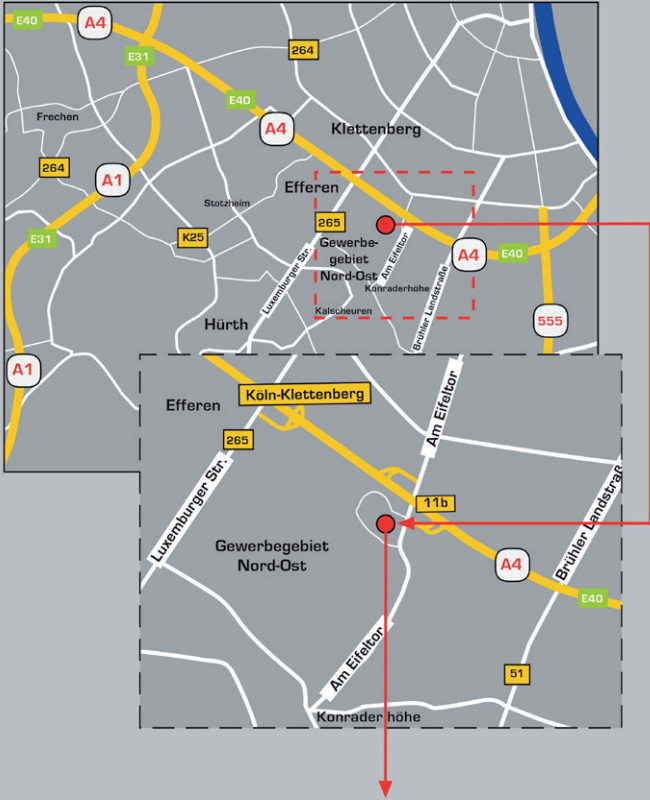 E40
A4
E31
264
E40
Frechen
A4
Klettenberg
264
A1
Efferen
Stotzheim
265
K25
E31
Gewerbe-
gebiet
Nord-Ost
Am Eifeltor
A4
E40
Luxemburger Str.
Konraderhöhe
Brühler Landstraße
Kalscheuren
Hürth
555
A1
Köln-Klettenberg
Efferen
Am Eifeltor
265
Luxemburger Str.
11b
Brühler Landstraß
Gewerbegebiet
Nord-Ost
A4
E40
Am Eifeltor
51
Konraderhöhe